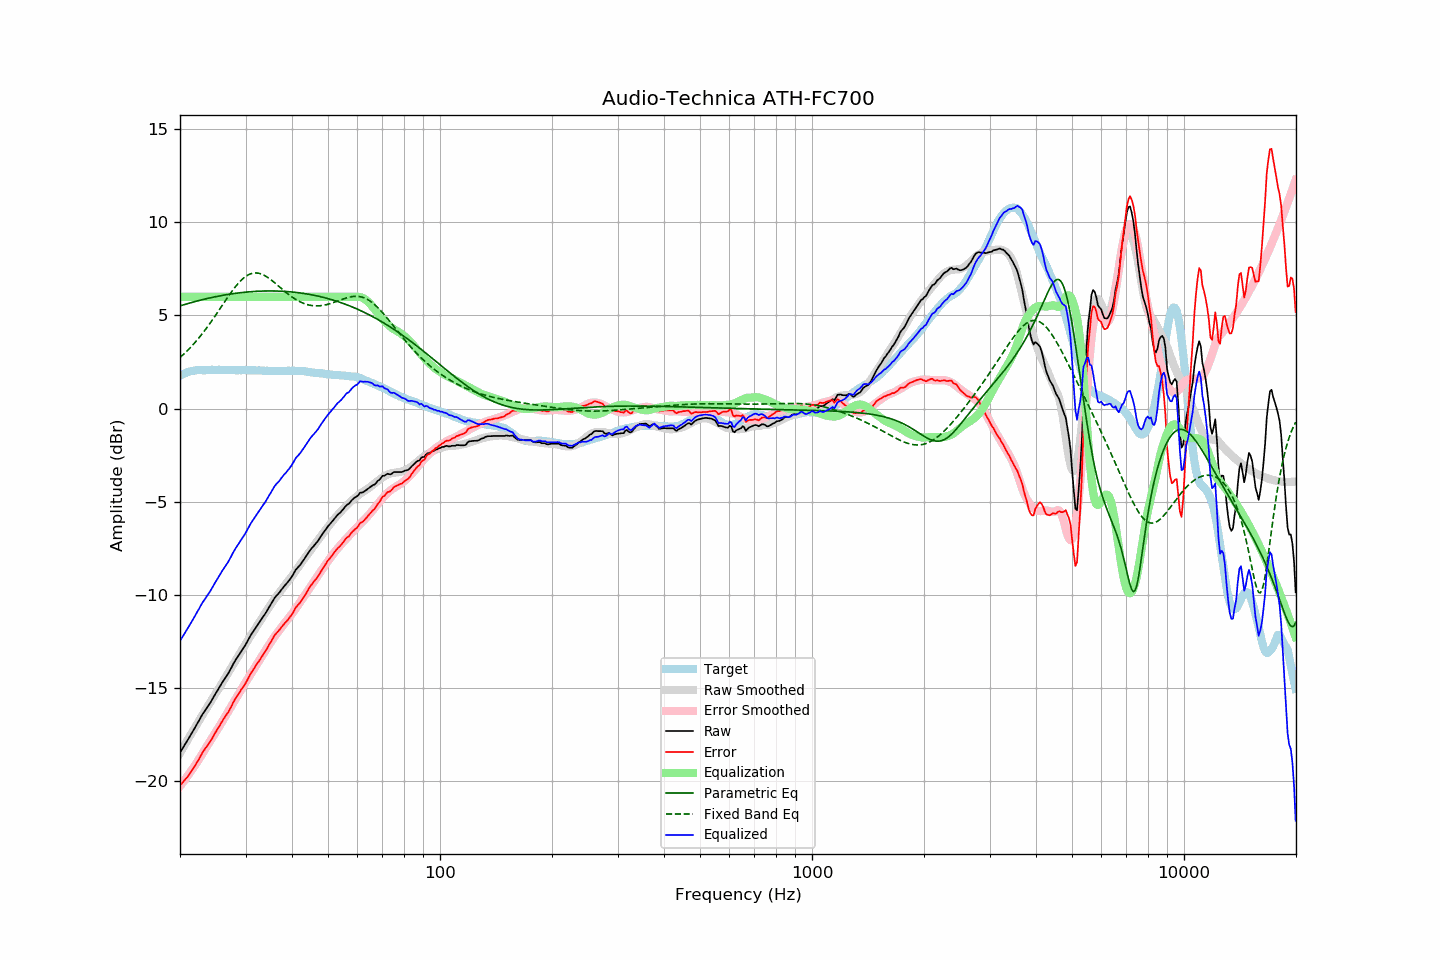 Audio-Technica ATH-FC700
15
10
5
0
−5
−10
−15
−20
Amplitude (dBr)
Target
Raw Smoothed
Error Smoothed
Raw
Error
Equalization
Parametric Eq
Fixed Band Eq
Equalized
100
1000
10000
Frequency (Hz)